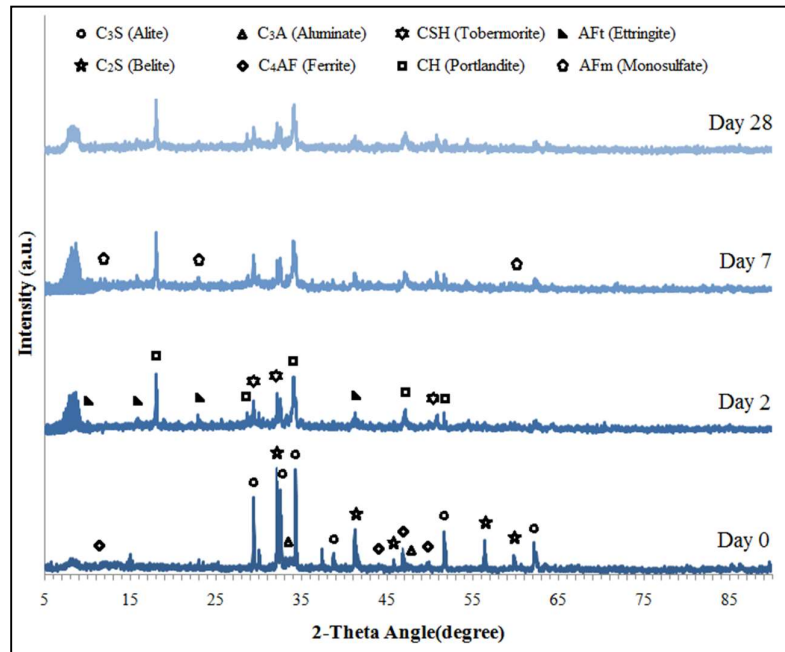 C₃S (Alite) C₃A (Aluminate) CSH (Tobermorite) AFt (Ettringite)
C₂S (Belite) C₄AF (Ferrite) CH (Portlandite) AFm (Monosulfate)
Day 28
Day 7
Day 2
Day 0
Intensity (a.u.)
5 15 25 35 45 55 65 75 85
2-Theta Angle(degree)